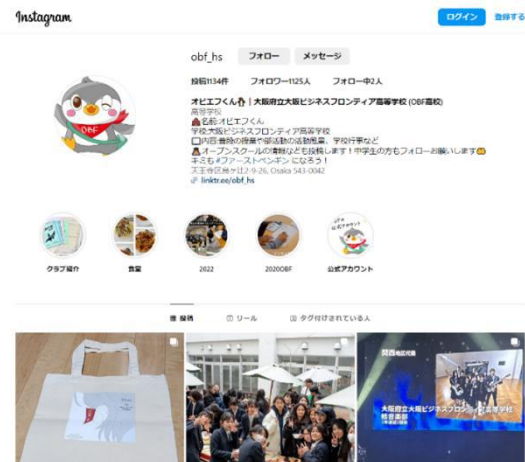 Instagram
ログイン 登録する
obf_hs フォロー メッセージ
投稿1134件 フォロワー1125人 フォロー中2人
オビエフくん🐧｜大阪府立大阪ビジネスフロンティア高等学校 (OBF高校)
高等学校
名前:オビエフくん
学校:大阪ビジネスフロンティア高等学校
内容:普段の授業や部活動の活動風景、学校行事など
オープンスクールの情報なども投稿します！中学生の方もフォローお願いします
キミも #ファーストペンギン になろう！
天王寺区烏ヶ辻2-9-26, Osaka 543-0042
linktr.ee/obf_hs
OBF
クラブ紹介 食堂 2022 2020OBF 公式アカウント
投稿 リール タグ付けされている人
関西地区代表
大阪府立大阪ビジネスフロンティア高等学校
軽音楽部